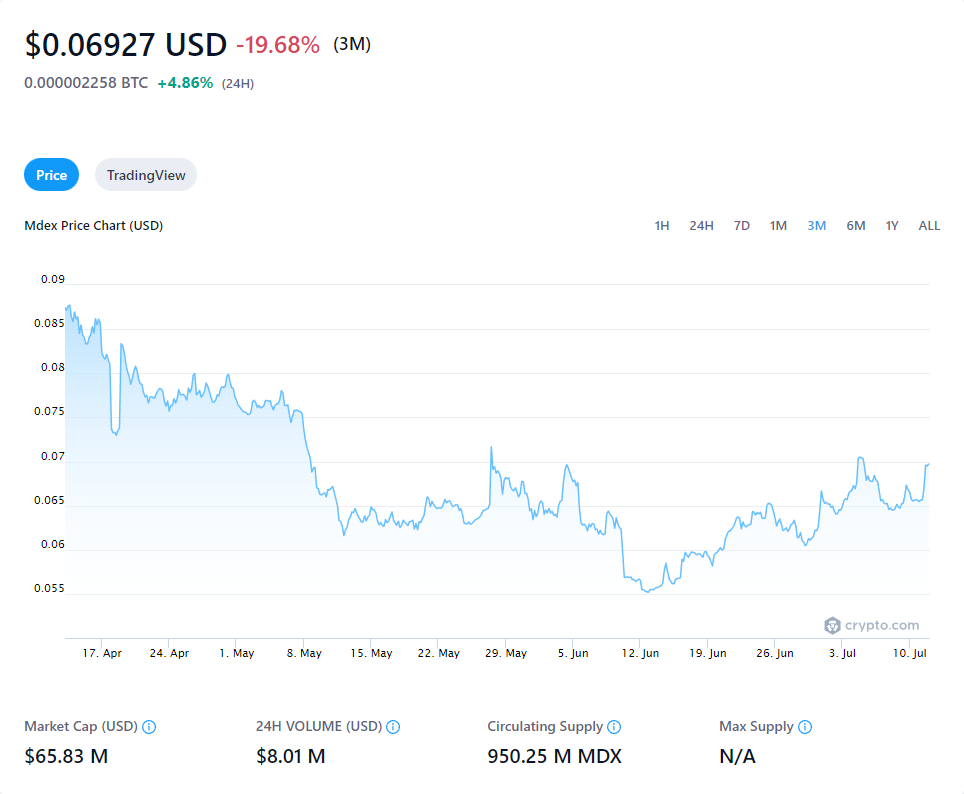 $0.06927 USD -19.68% (3M)
0.000002258 BTC +4.86% (24H)
Price TradingView
Mdex Price Chart (USD) 1H 24H 7D 1M 3M 6M 1Y ALL
0.09
0.085
0.08
0.075
0.07
0.065
0.06
0.055
crypto.com
17. Apr 24. Apr 1. May 8. May 15. May 22. May 29. May 5. Jun 12. Jun 19. Jun 26. Jun 3. Jul 10. Jul
Market Cap (USD) 24H VOLUME (USD) Circulating Supply Max Supply
$65.83 M $8.01 M 950.25 M MDX N/A